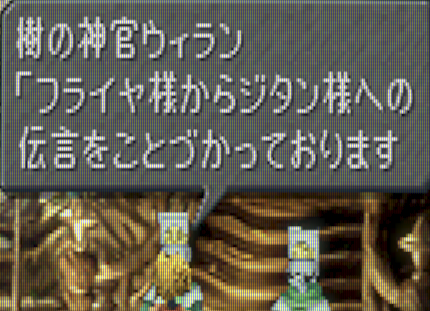 樹の神官ウィラン
「フライヤ様からジタン様への
伝言をことづかっております